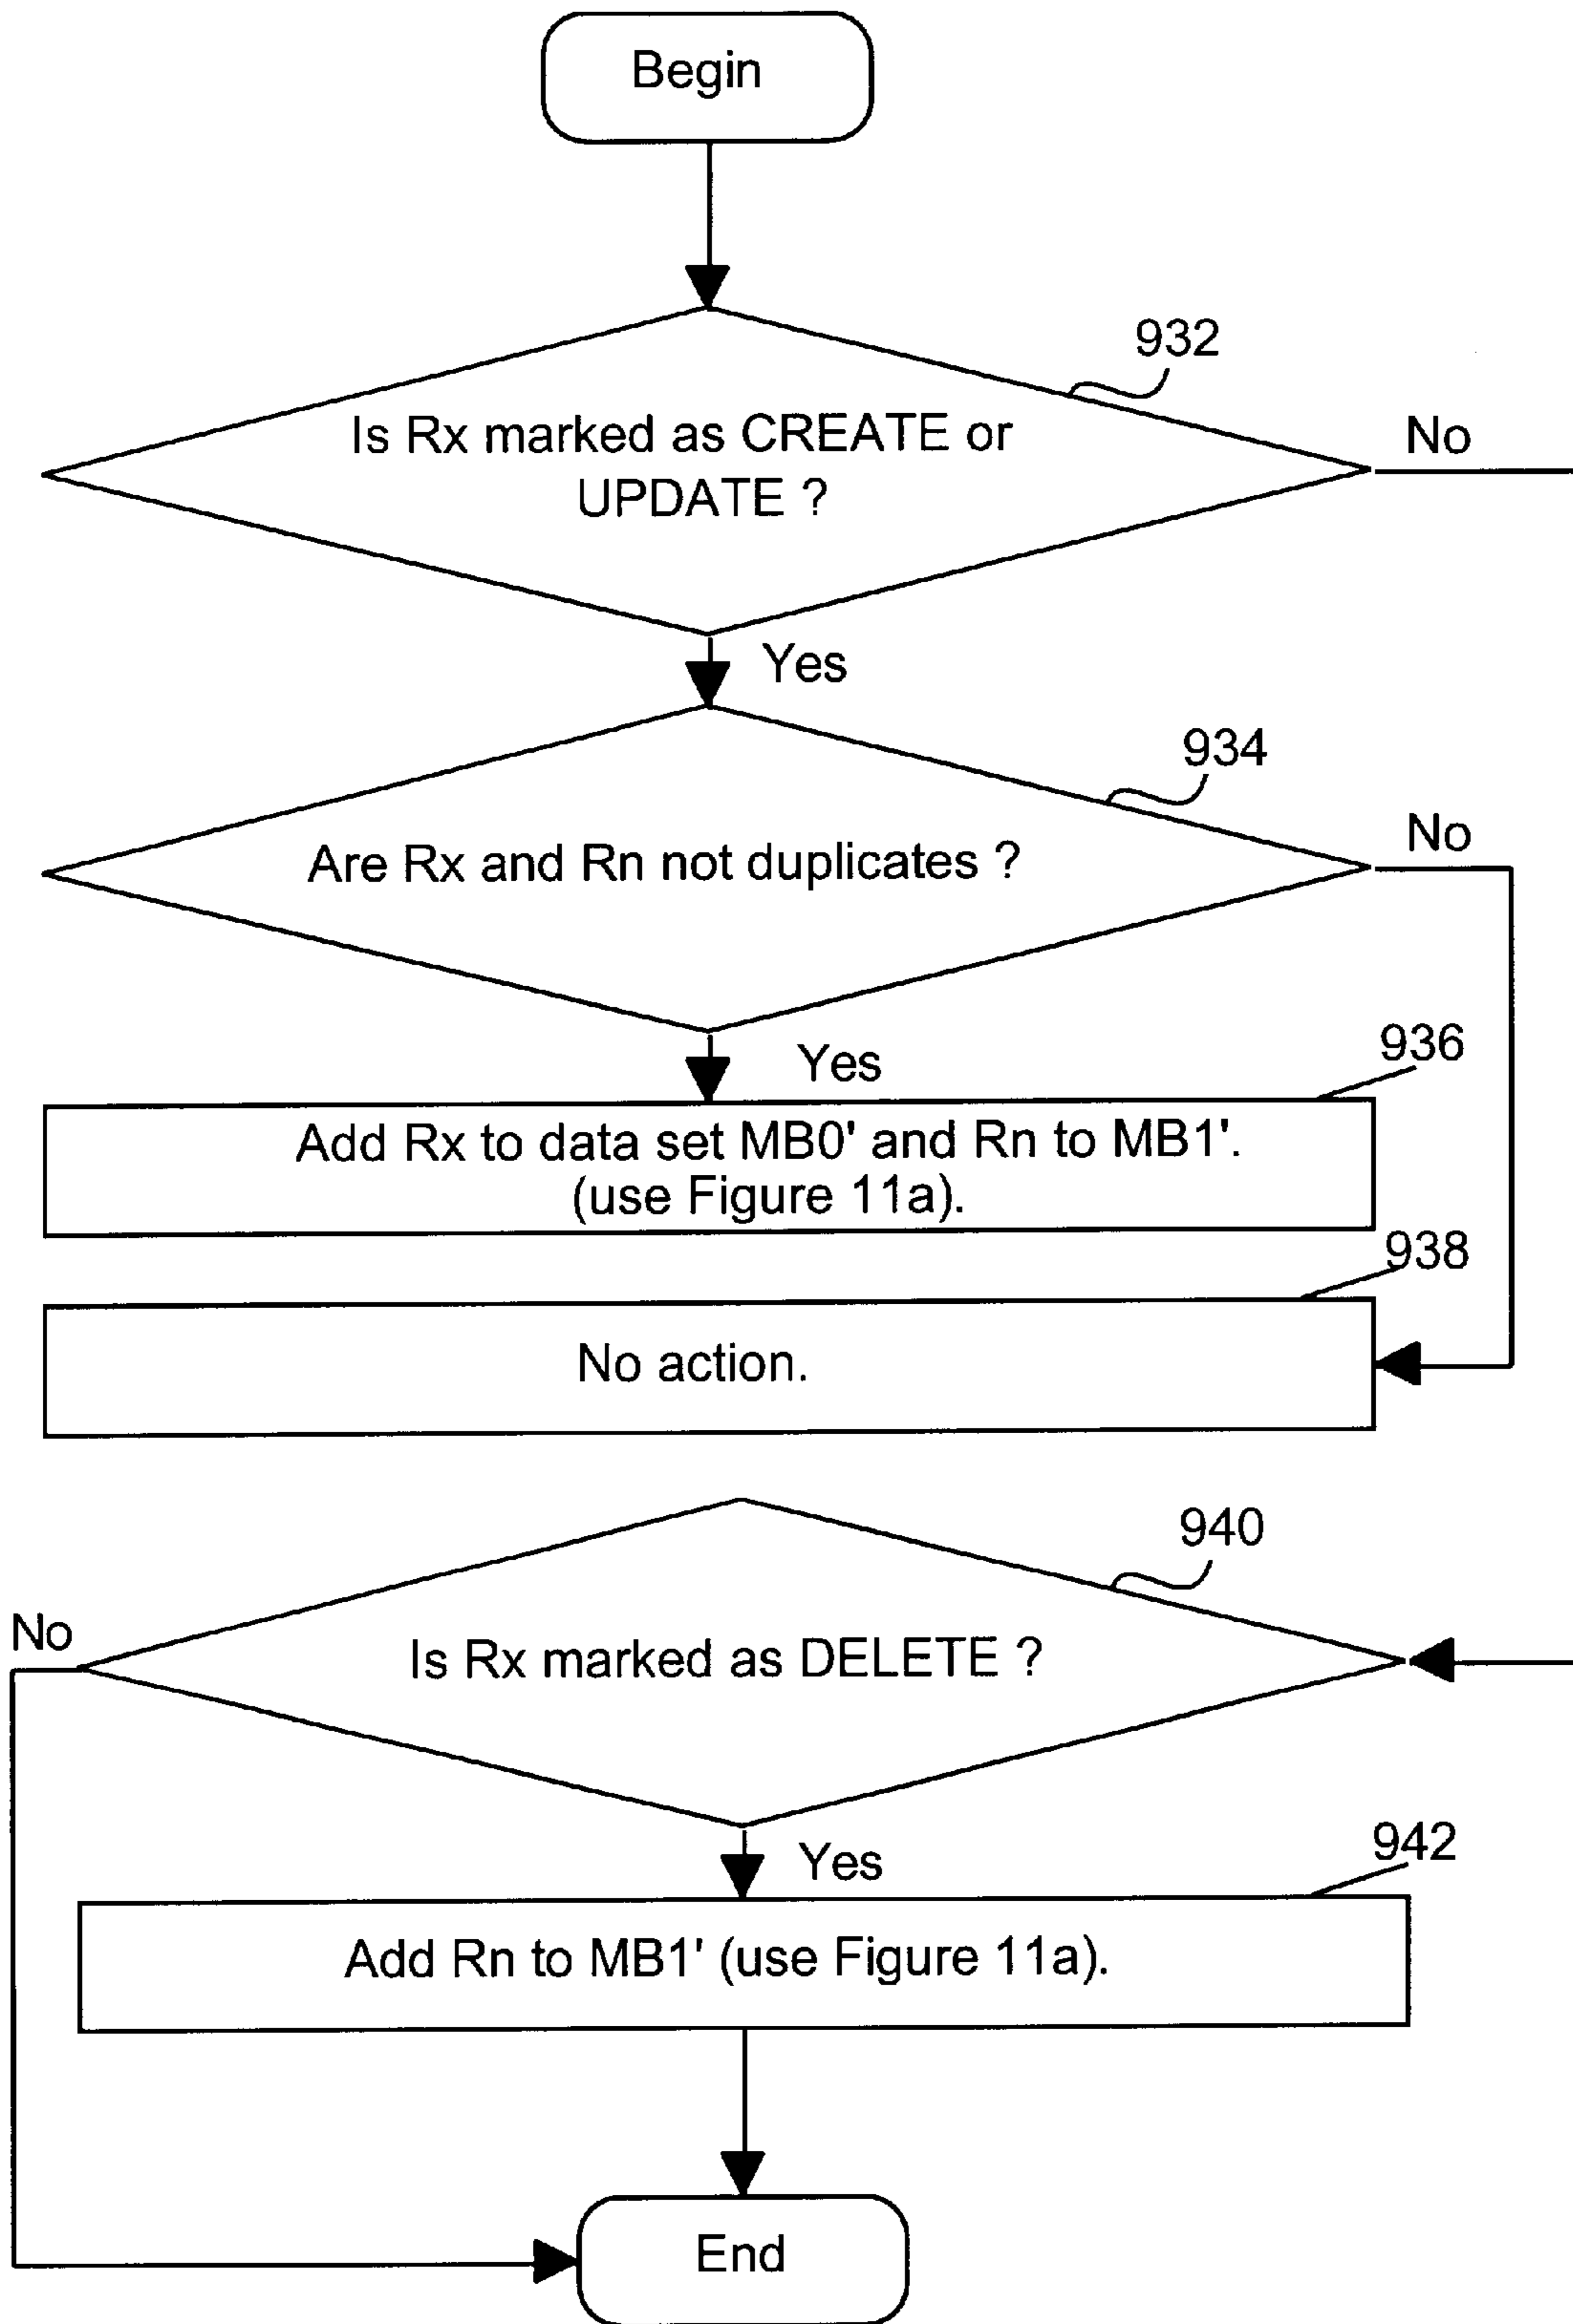 Begin
932
Is Rx marked as CREATE or
UPDATE ?
No
Yes
934
Are Rx and Rn not duplicates ?
No
Yes
936
Add Rx to data set MB0' and Rn to MB1'.
(use Figure 11a).
938
No action.
940
No
Is Rx marked as DELETE ?
Yes
942
Add Rn to MB1' (use Figure 11a).
End